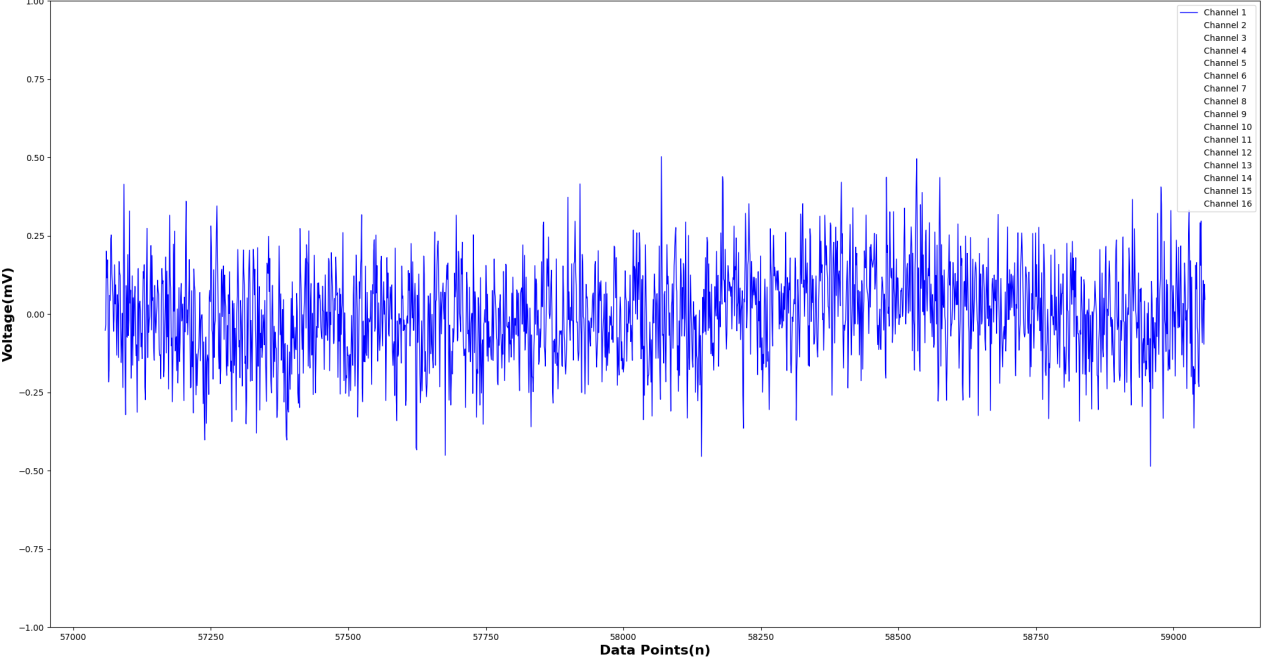 1.00
0.75
0.50
0.25
0.00
−0.25
−0.50
−0.75
−1.00
Voltage(mV)
57000 57250 57500 57750 58000 58250 58500 58750 59000
Data Points(n)
Channel 1
Channel 2
Channel 3
Channel 4
Channel 5
Channel 6
Channel 7
Channel 8
Channel 9
Channel 10
Channel 11
Channel 12
Channel 13
Channel 14
Channel 15
Channel 16